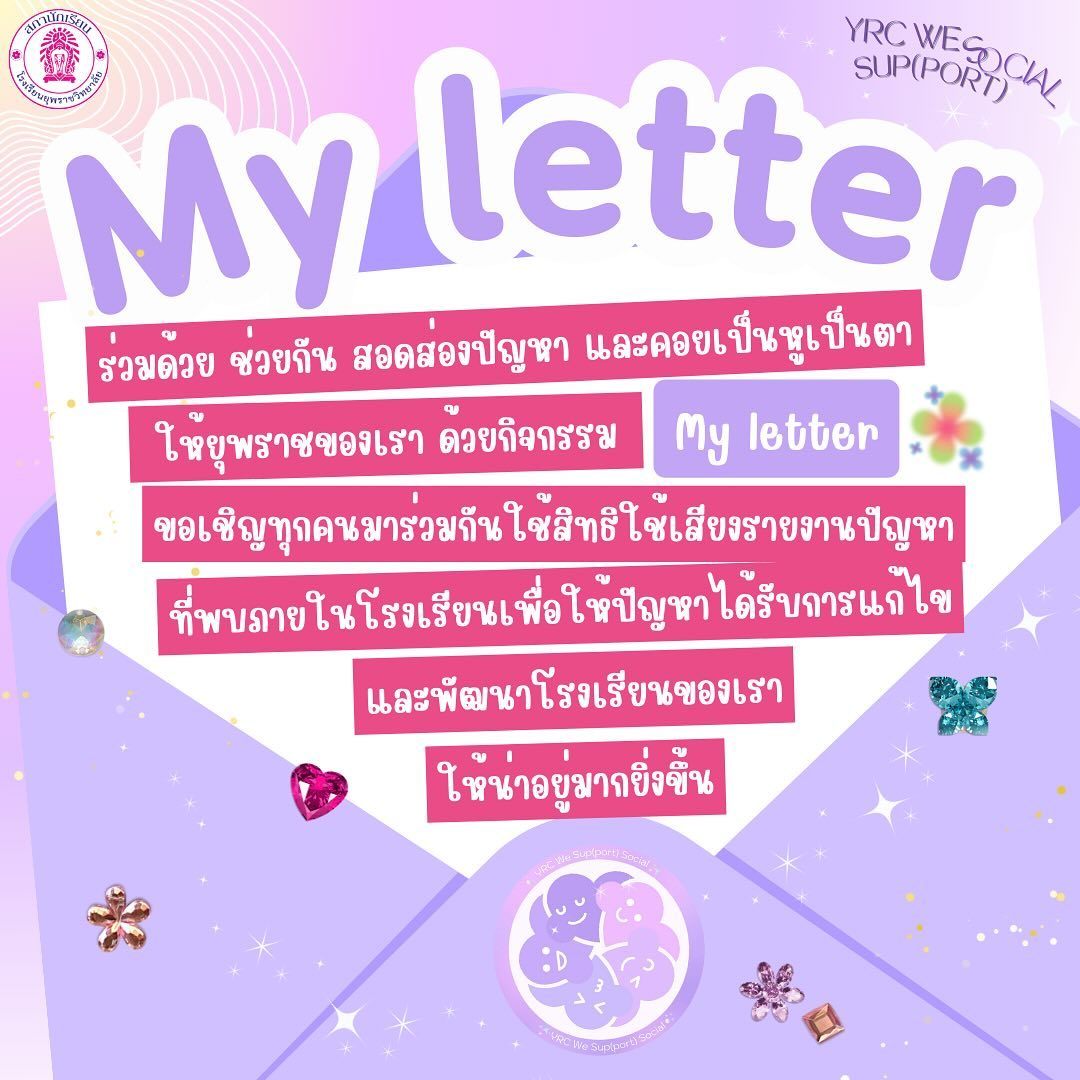 สภานักเรียน
โรงเรียนยุพราชวิทยาลัย
YRC WE SOCIAL
SUP(PORT)
My letter
ร่วมด้วย ช่วยกัน สอดส่องปัญหา และคอยเป็นหูเป็นตา
ให้ยุพราชของเรา ด้วยกิจกรรม My letter
ขอเชิญทุกคนมาร่วมกันใช้สิทธิใช้เสียงรายงานปัญหา
ที่พบภายในโรงเรียนเพื่อให้ปัญหาได้รับการแก้ไข
และพัฒนาโรงเรียนของเรา
ให้น่าอยู่มากยิ่งขึ้น
YRC We Sup(port) Social
YRC We Sup(port) Social